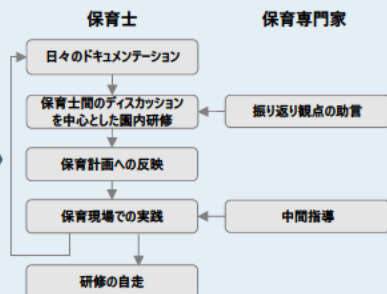 保育士
保育専門家
日々のドキュメンテーション
保育士間のディスカッション
を中心とした園内研修
振り返り観点の助言
保育計画への反映
保育現場での実践
中間指導
研修の自走